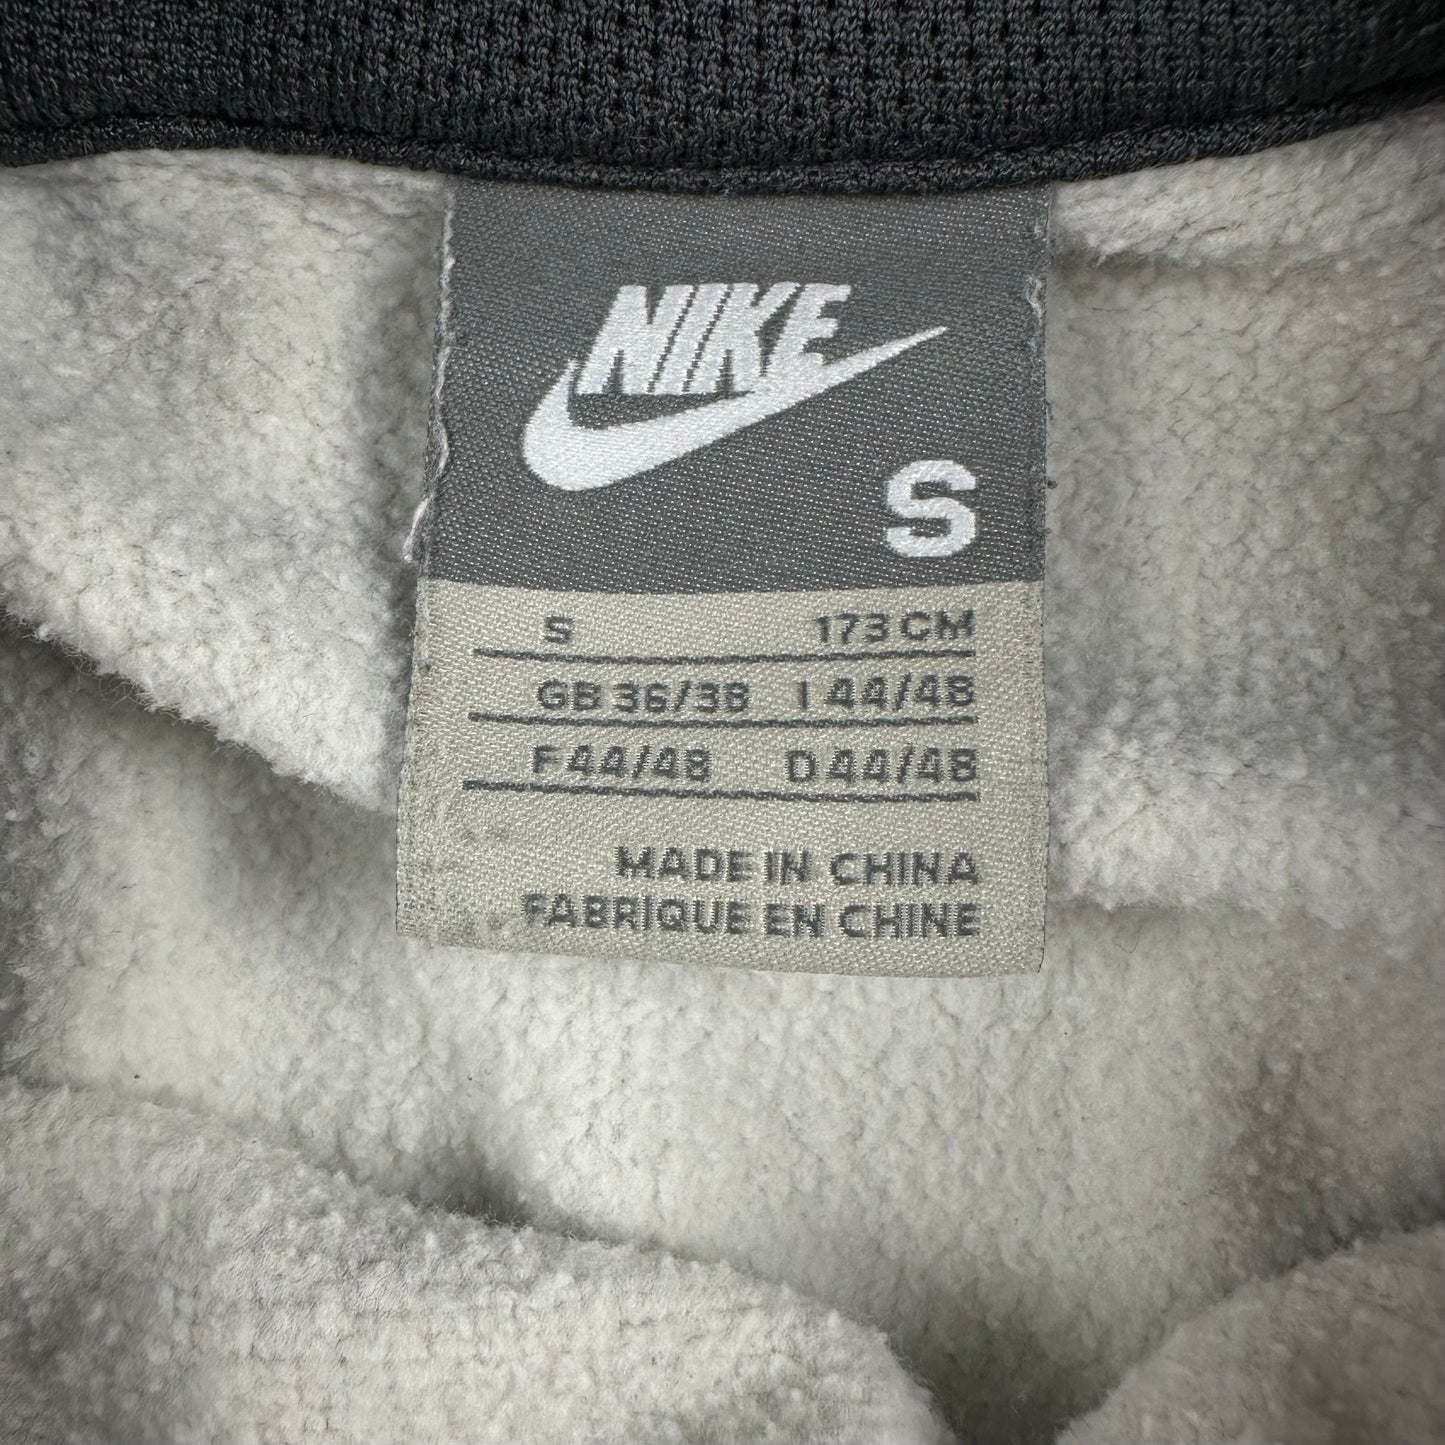 NIKE
S
S 173 CM
GB 36/38 I 44/48
F 44/48 D 44/48
MADE IN CHINA
FABRIQUE EN CHINE